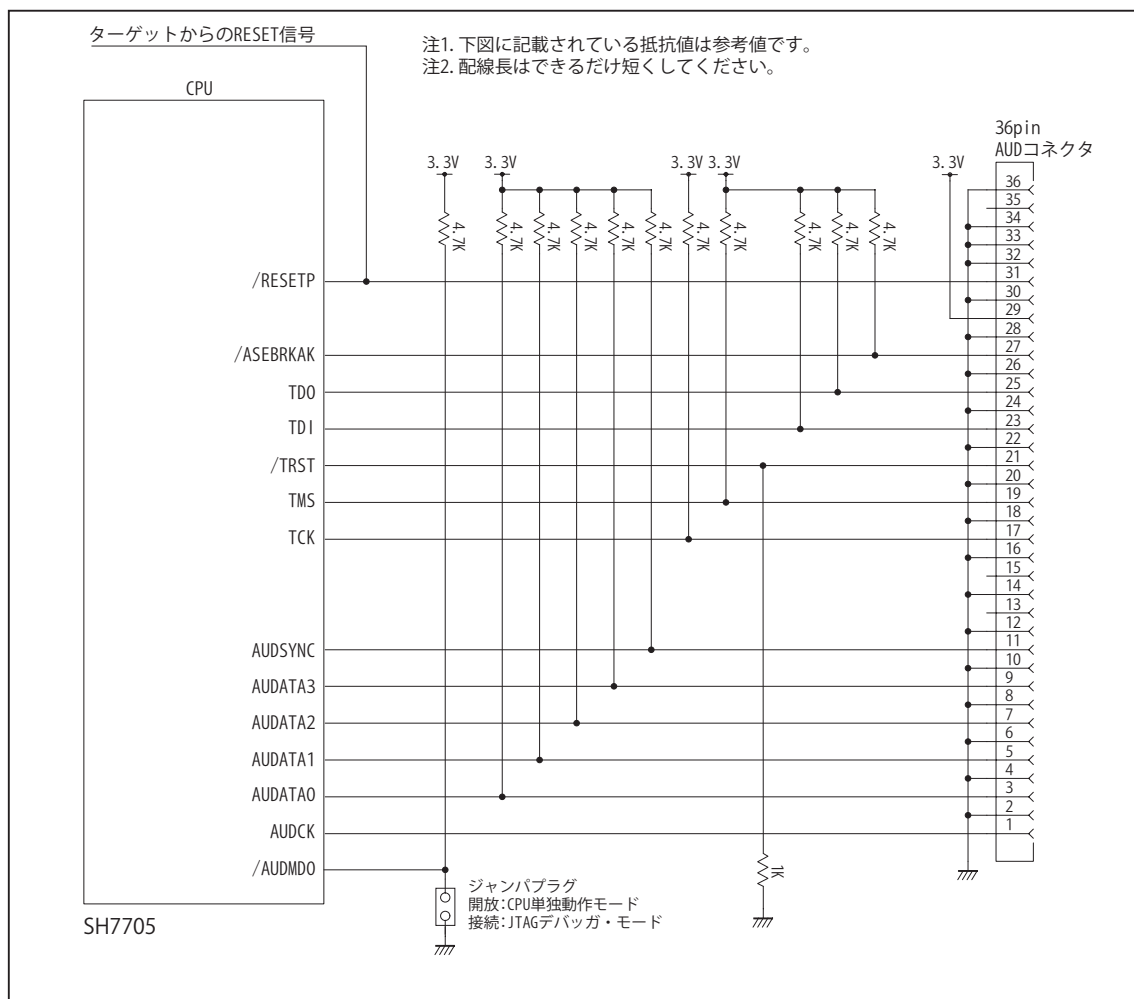 ターゲットからのRESET信号
注1. 下図に記載されている抵抗値は参考値です。
注2. 配線長はできるだけ短くしてください。
CPU
36pin
AUDコネクタ
3.3V
3.3V
3.3V
3.3V
3.3V
4.7K
4.7K
4.7K
4.7K
4.7K
4.7K
4.7K
4.7K
4.7K
4.7K
4.7K
36
35
34
33
32
/RESETP
31
30
29
28
/ASEBRKAK
27
26
TDO
25
24
TDI
23
22
/TRST
21
20
TMS
19
18
TCK
17
16
15
14
13
12
AUDSYNC
11
10
AUDATA3
9
8
AUDATA2
7
6
AUDATA1
5
4
AUDATA0
3
2
AUDCK
1
/AUDMD0
1K
ジャンパプラグ
開放:CPU単独動作モード
接続:JTAGデバッガ・モード
SH7705